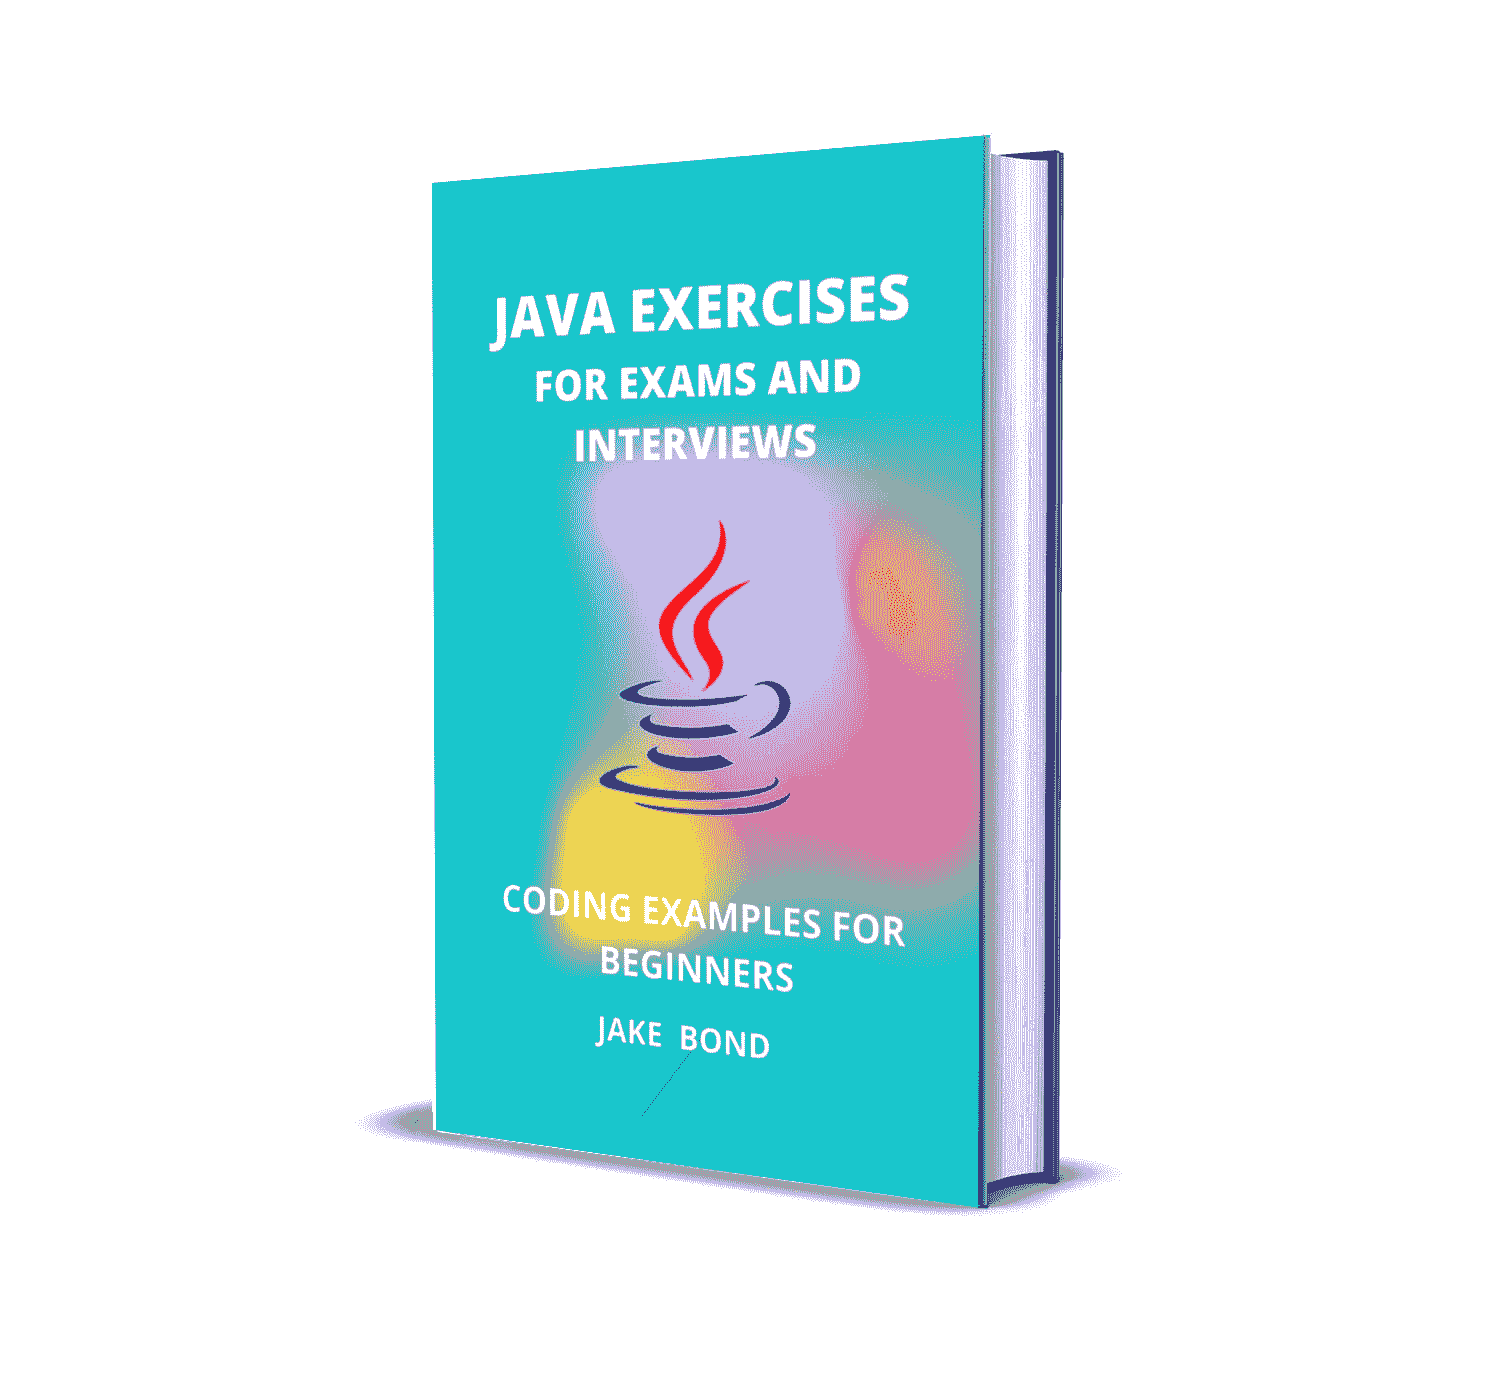 JAVA EXERCISES
FOR EXAMS AND
INTERVIEWS
CODING EXAMPLES FOR
BEGINNERS
JAKE BOND